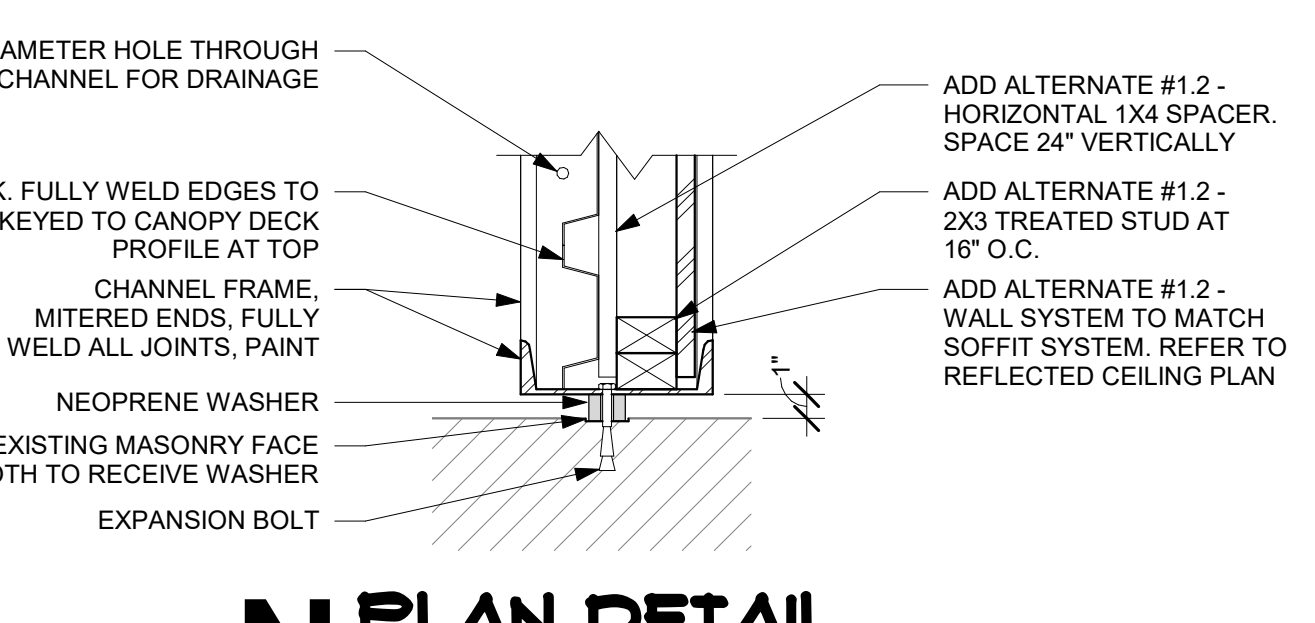 AMETER HOLE THROUGH
CHANNEL FOR DRAINAGE
K. FULLY WELD EDGES TO
KEYED TO CANOPY DECK
PROFILE AT TOP
CHANNEL FRAME,
MITERED ENDS, FULLY
WELD ALL JOINTS, PAINT
NEOPRENE WASHER
EXISTING MASONRY FACE
OTH TO RECEIVE WASHER
EXPANSION BOLT
ADD ALTERNATE #1.2 -
HORIZONTAL 1X4 SPACER.
SPACE 24" VERTICALLY
ADD ALTERNATE #1.2 -
2X3 TREATED STUD AT
16" O.C.
ADD ALTERNATE #1.2 -
WALL SYSTEM TO MATCH
SOFFIT SYSTEM. REFER TO
REFLECTED CEILING PLAN
1"
PLAN DETAIL